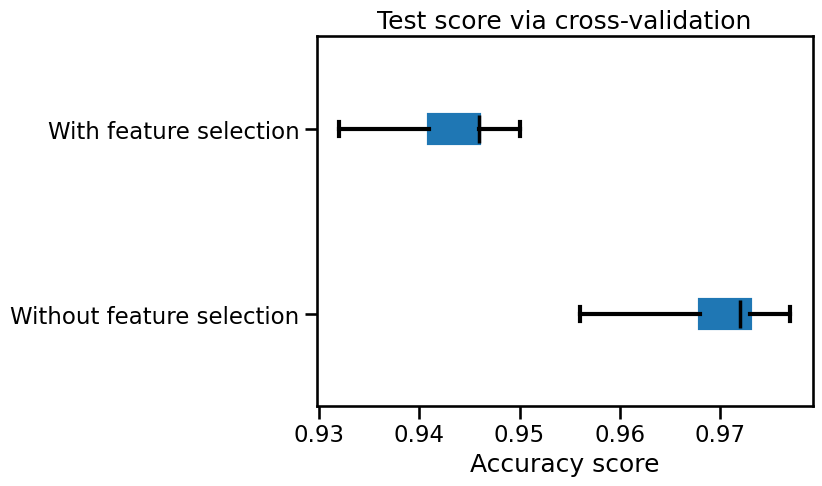 Test score via cross-validation
With feature selection
Without feature selection
0.93 0.94 0.95 0.96 0.97
Accuracy score